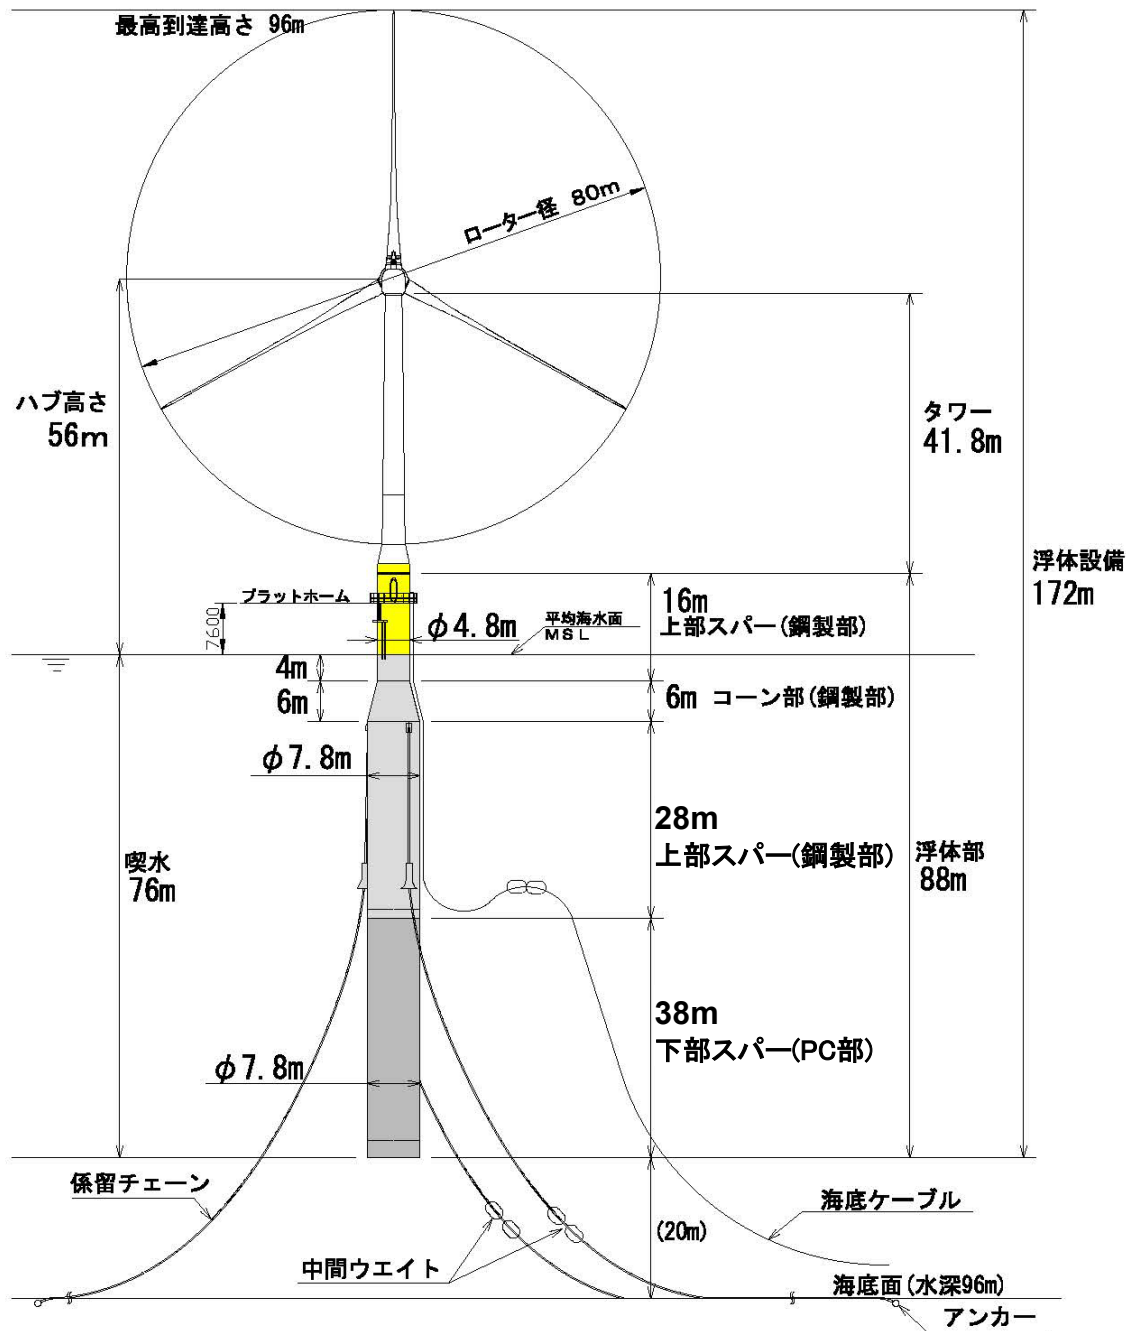 最高到達高さ 96m
ローター径 80m
ハブ高さ
56m
タワー
41.8m
浮体設備
172m
プラットホーム
7600
φ4.8m
平均海水面
MSL
16m
上部スパー(鋼製部)
4m
6m
6m コーン部(鋼製部)
φ7.8m
28m
上部スパー(鋼製部)
浮体部
88m
喫水
76m
38m
下部スパー(PC部)
φ7.8m
係留チェーン
海底ケーブル
(20m)
中間ウエイト
海底面(水深96m)
アンカー